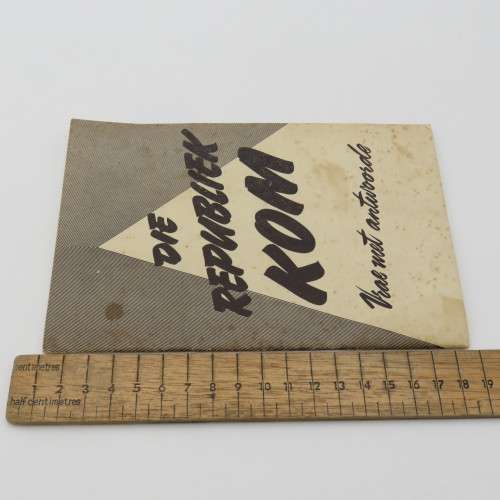 DIE
REPUBLIEK
KOM
Vrae met antwoorde
centimetres
1 2 3 4 5 6 7 8 9 10 11 12 13 14 15 16 17 18 19
half centimetres